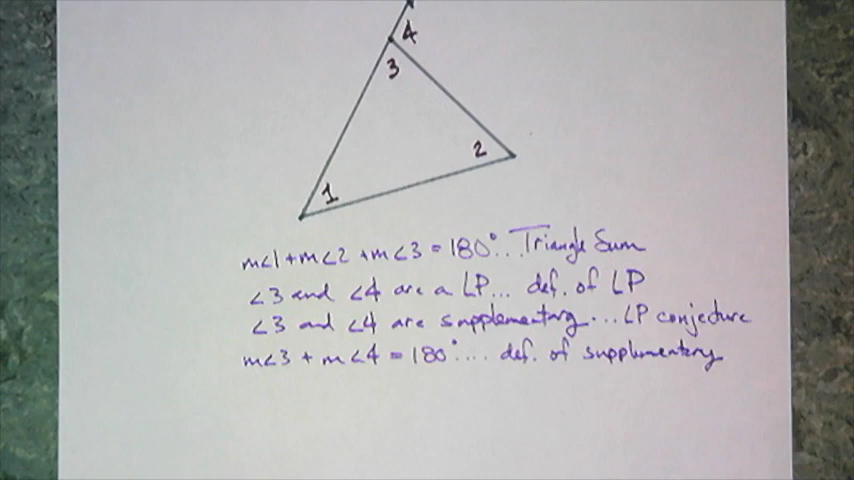 4
3
2
1
m∠1+m∠2+m∠3=180°...Triangle Sum
∠3 and ∠4 are a LP... def. of LP
∠3 and ∠4 are supplementary...LP conjecture
m∠3+m∠4=180°.... def. of supplementary